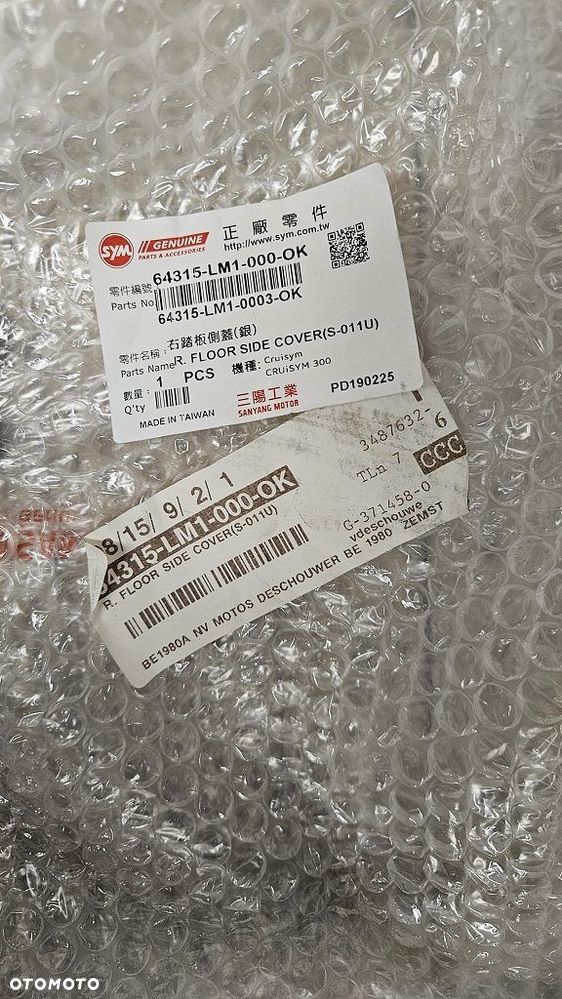 SYM
GENUINE
PARTS & ACCESSORIES
正廠零件
http://www.sym.com.tw
零件編號
Parts No
64315-LM1-000-OK
64315-LM1-0003-OK
零件名稱：右踏板側蓋(銀)
Parts Name R. FLOOR SIDE COVER(S-011U)
數量：
Q'ty 1 PCS
機種： Cruisym
CRUiSYM 300
MADE IN TAIWAN
三陽工業
SANYANG MOTOR
PD190225
8/15/ 9/ 2/ 1
64315-LM1-000-OK
R. FLOOR SIDE COVER(S-011U)
BE1980A NV MOTOS DESCHOUWER BE 1980 ZEMST
3487632-
6
TLn 7
CCC
G-371458-0
vdeschouwe
OTOMOTO